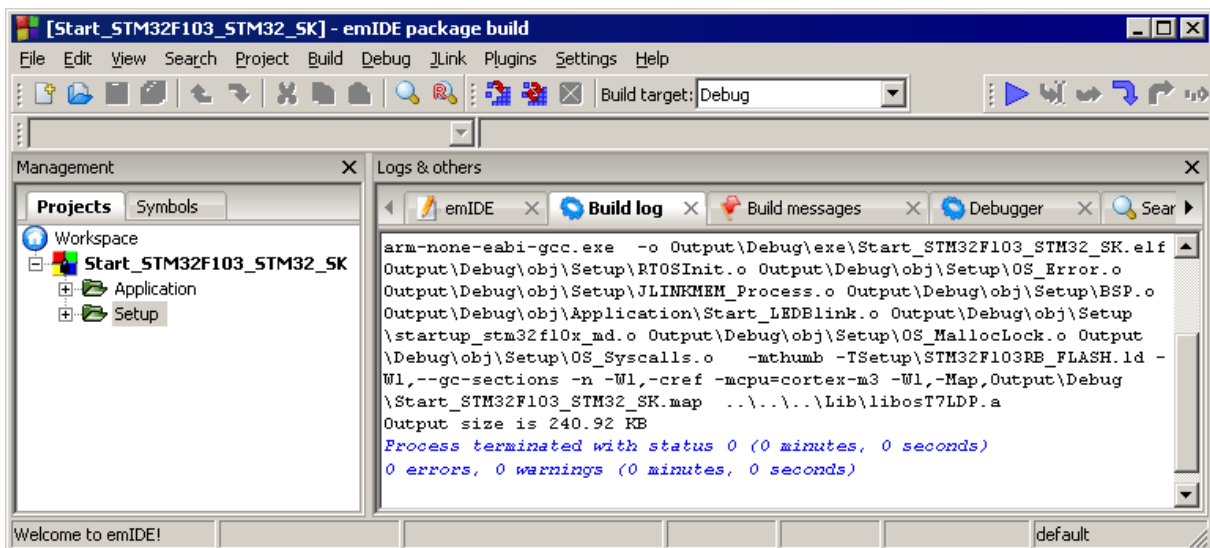 [Start_STM32F103_STM32_SK] - emIDE package build
File Edit View Search Project Build Debug JLink Plugins Settings Help
Build target: Debug
Management
Logs & others
Projects Symbols
emIDE Build log Build messages Debugger Sear
Workspace
Start_STM32F103_STM32_SK
Application
Setup
arm-none-eabi-gcc.exe -o Output\Debug\exe\Start_STM32F103_STM32_SK.elf
Output\Debug\obj\Setup\RTOSInit.o Output\Debug\obj\Setup\OS_Error.o
Output\Debug\obj\Setup\JLINKMEM_Process.o Output\Debug\obj\Setup\BSP.o
Output\Debug\obj\Application\Start_LEDBlink.o Output\Debug\obj\Setup
\startup_stm32f10x_md.o Output\Debug\obj\Setup\OS_MallocLock.o Output
\Debug\obj\Setup\OS_Syscalls.o -mthumb -TSetup\STM32F103RB_FLASH.ld -
Wl,--gc-sections -n -Wl,-cref -mcpu=cortex-m3 -Wl,-Map,Output\Debug
\Start_STM32F103_STM32_SK.map ..\..\..\Lib\libosT7LDP.a
Output size is 240.92 KB
Process terminated with status 0 (0 minutes, 0 seconds)
0 errors, 0 warnings (0 minutes, 0 seconds)
Welcome to emIDE! default